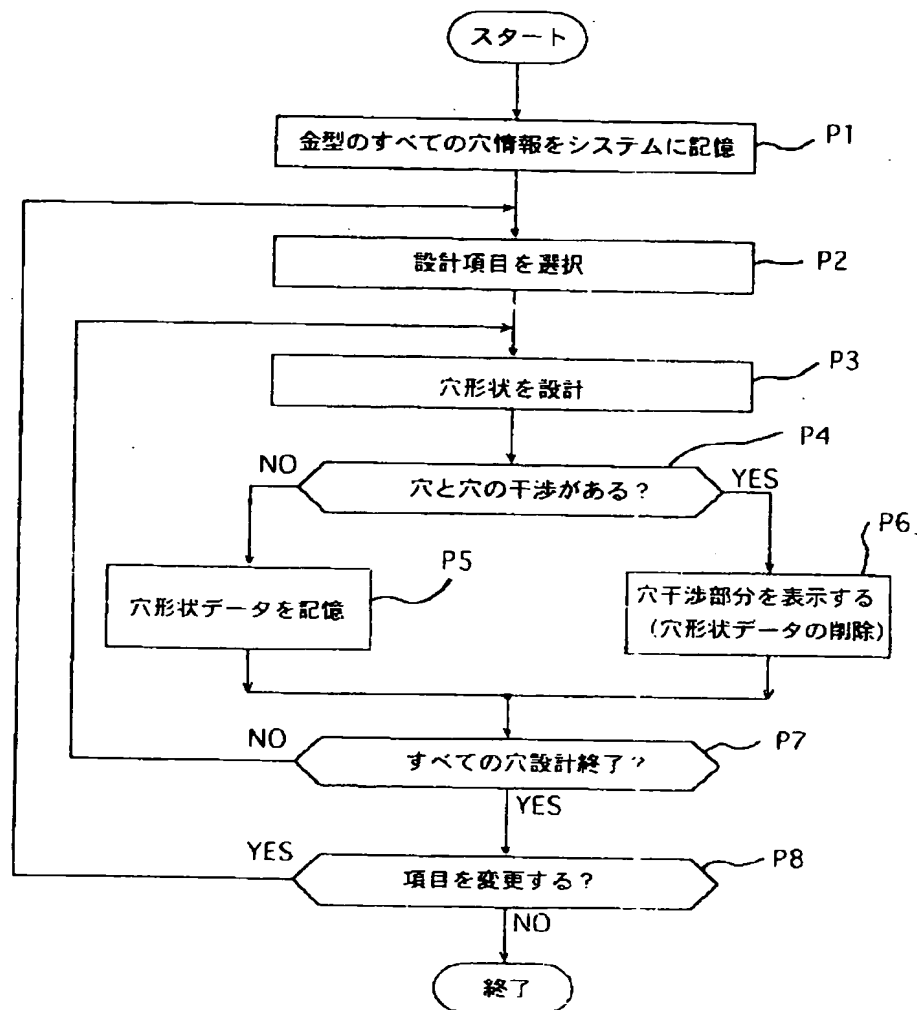 スタート
金型のすべての穴情報をシステムに記憶
P1
設計項目を選択
P2
穴形状を設計
P3
穴と穴の干渉がある？
P4
NO
YES
穴形状データを記憶
P5
穴干渉部分を表示する
(穴形状データの削除)
P6
すべての穴設計終了？
P7
NO
YES
項目を変更する？
P8
YES
NO
終了